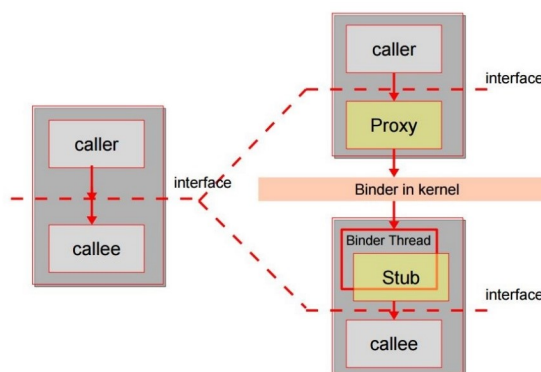 caller
callee
interface
caller
interface
Proxy
Binder in kernel
Binder Thread
Stub
interface
callee